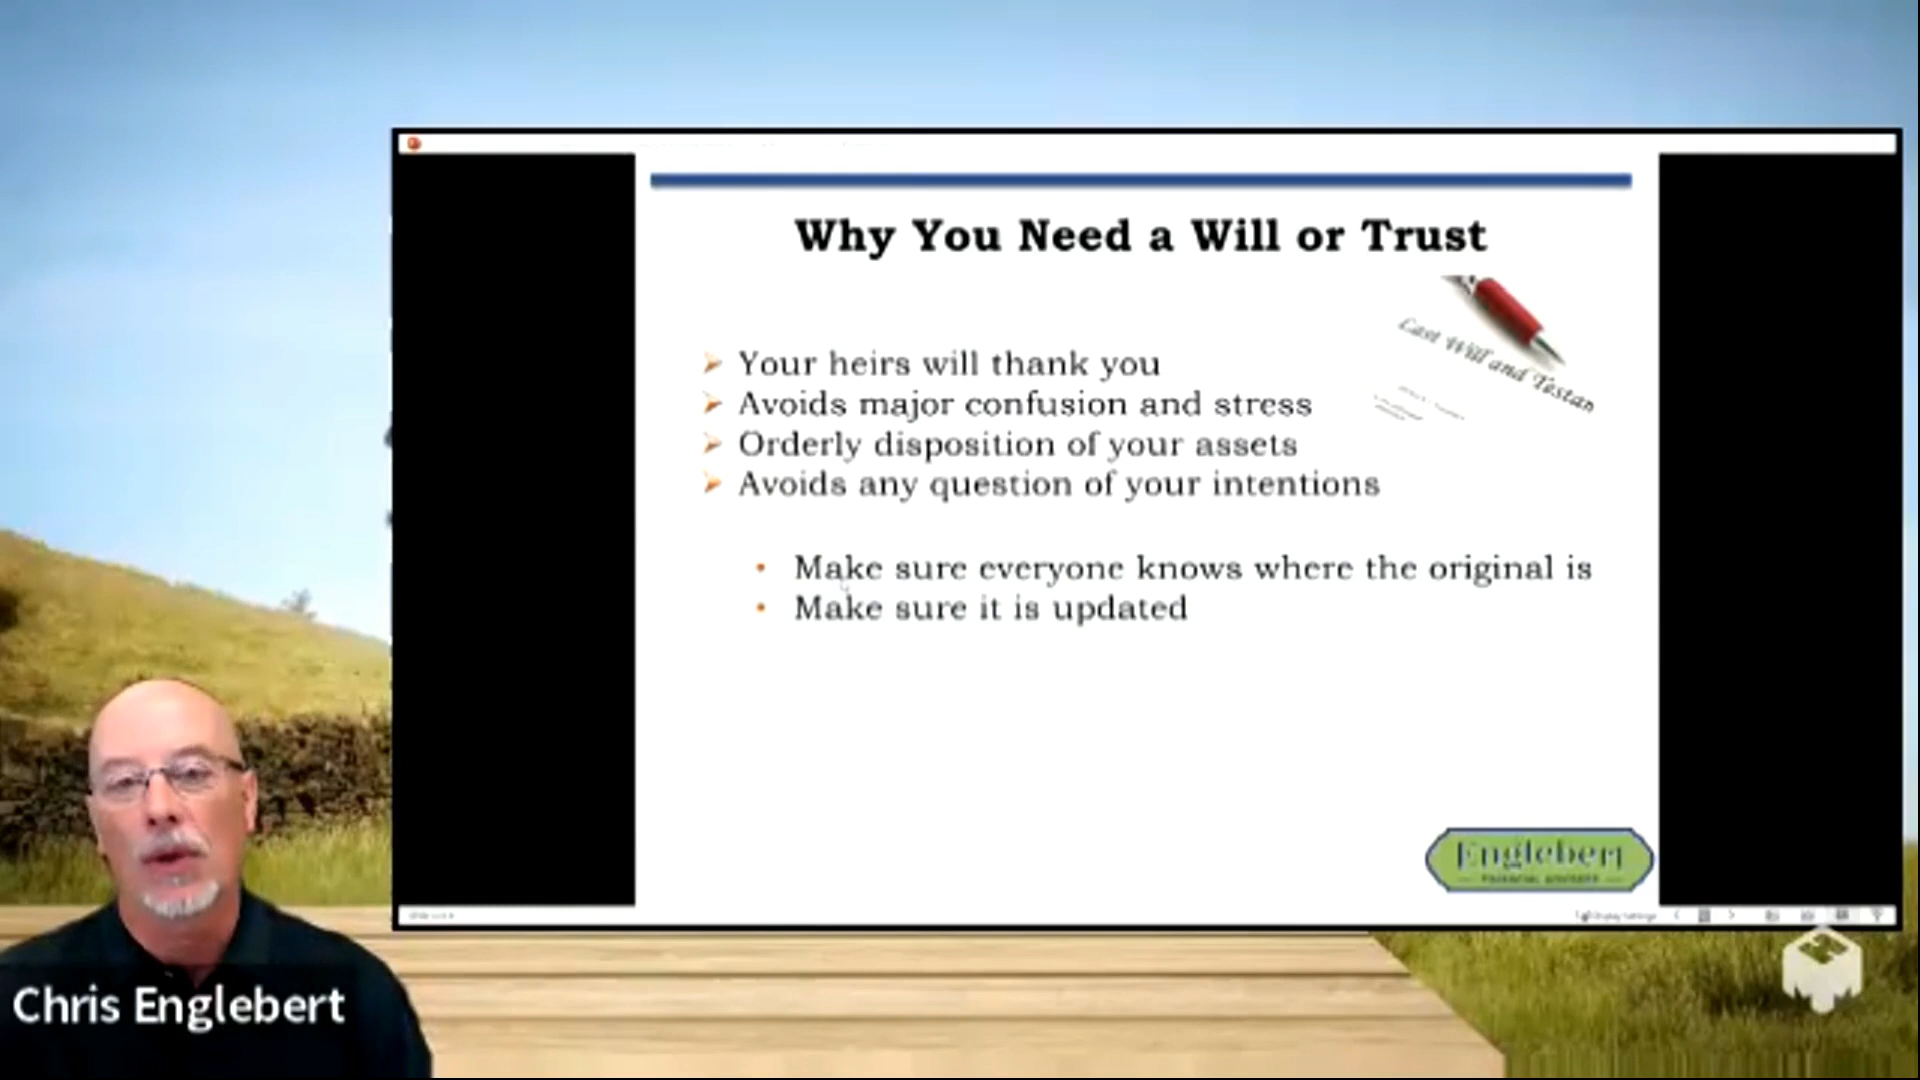 Why You Need a Will or Trust
Last Will and Testam
Your heirs will thank you
Avoids major confusion and stress
Orderly disposition of your assets
Avoids any question of your intentions
Make sure everyone knows where the original is
Make sure it is updated
Englebert
Chris Englebert